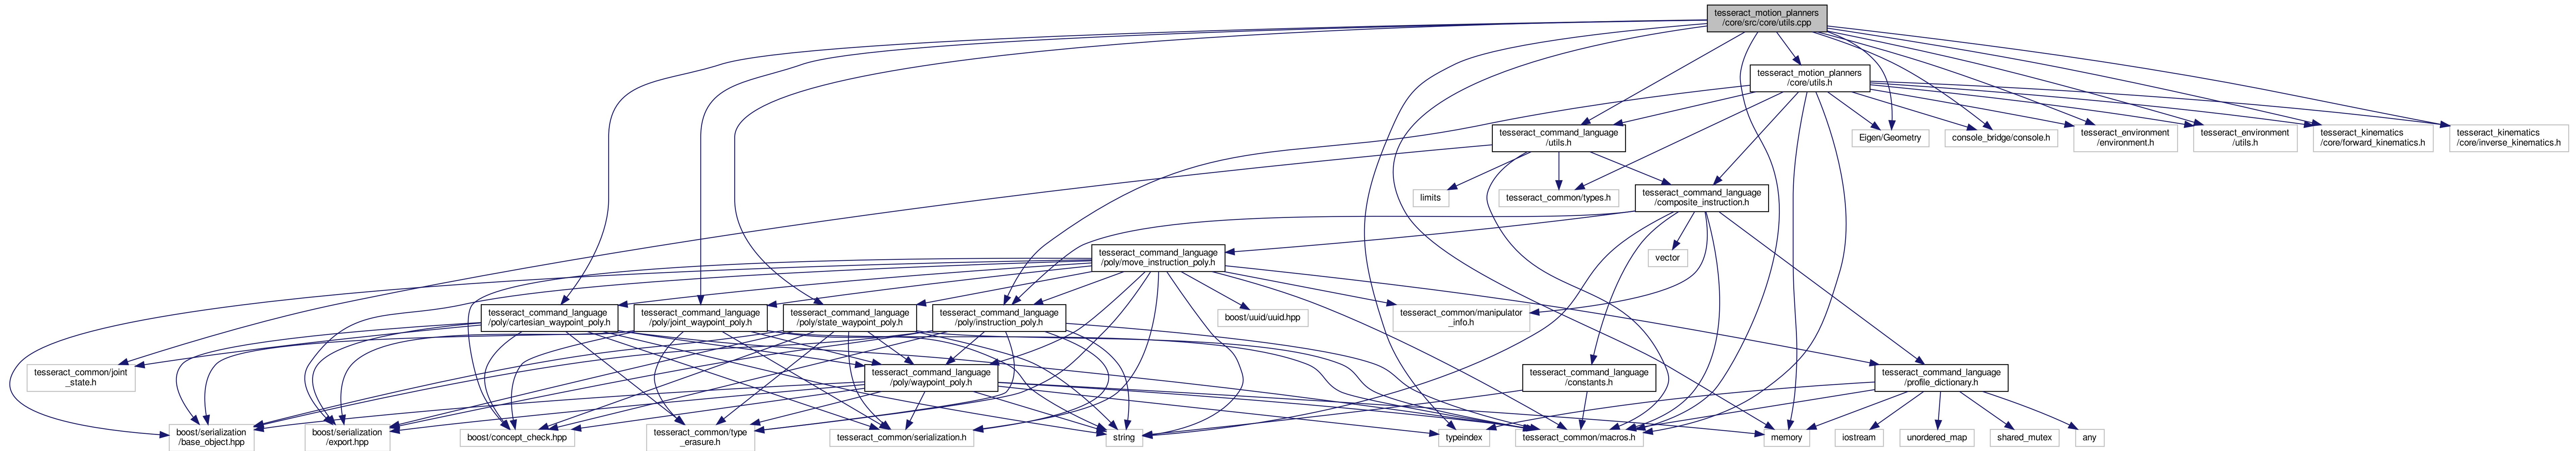 tesseract_motion_planners
/core/src/core/utils.cpp
tesseract_motion_planners
/core/utils.h
tesseract_command_language
/utils.h
Eigen/Geometry
console_bridge/console.h
tesseract_environment
/environment.h
tesseract_environment
/utils.h
tesseract_kinematics
/core/forward_kinematics.h
tesseract_kinematics
/core/inverse_kinematics.h
limits
tesseract_common/types.h
tesseract_command_language
/composite_instruction.h
tesseract_command_language
/poly/move_instruction_poly.h
vector
tesseract_command_language
/poly/cartesian_waypoint_poly.h
tesseract_command_language
/poly/joint_waypoint_poly.h
tesseract_command_language
/poly/state_waypoint_poly.h
tesseract_command_language
/poly/instruction_poly.h
boost/uuid/uuid.hpp
tesseract_common/manipulator
_info.h
tesseract_common/joint
_state.h
tesseract_command_language
/poly/waypoint_poly.h
tesseract_command_language
/constants.h
tesseract_command_language
/profile_dictionary.h
boost/serialization
/base_object.hpp
boost/serialization
/export.hpp
boost/concept_check.hpp
tesseract_common/type
_erasure.h
tesseract_common/serialization.h
string
typeindex
tesseract_common/macros.h
memory
iostream
unordered_map
shared_mutex
any